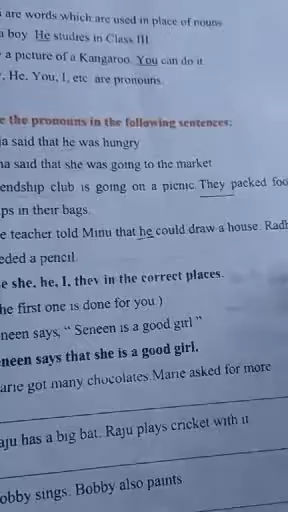 are words which are used in place of nouns
a boy He studies in Class III
a picture of a Kangaroo. You can do it
He, You, I, etc are pronouns.
the pronouns in the following sentences:
said that he was hungry
said that she was going to the market
endship club is going on a picnic. They packed foo
ps in their bags.
e teacher told Minu that he could draw a house. Radh
eded a pencil.
e she, he, I, they in the correct places.
he first one is done for you.)
neen says, “ Seneen is a good girl ”
neen says that she is a good girl.
arie got many chocolates.Marie asked for more
aju has a big bat. Raju plays cricket with it
obby sings. Bobby also paints